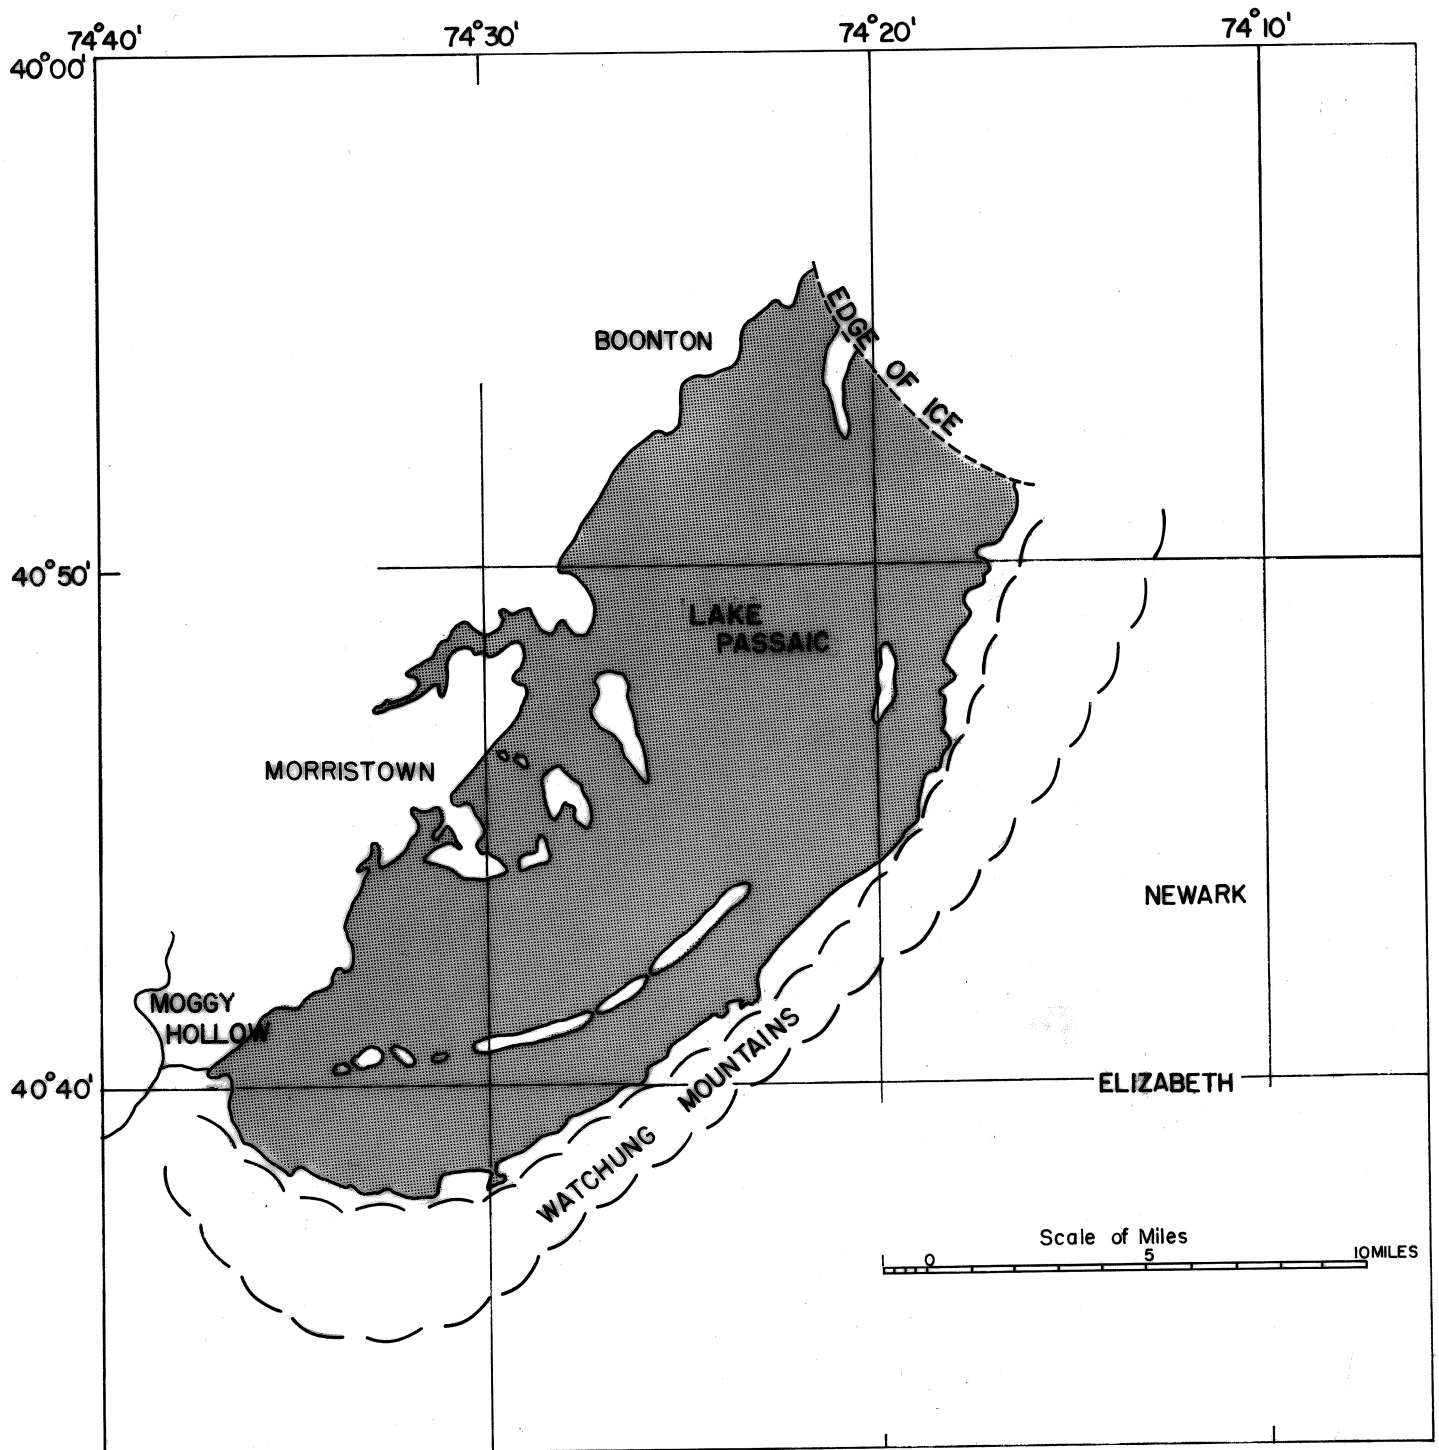 74°40' 74°30' 74°20' 74°10'
40°00'
EDGE OF ICE
BOONTON
40°50'
LAKE
PASSAIC
MORRISTOWN
NEWARK
MOGGY
HOLLOW
MOUNTAINS
40°40'
ELIZABETH
WATCHUNG
Scale of Miles
1 0 5 10 MILES